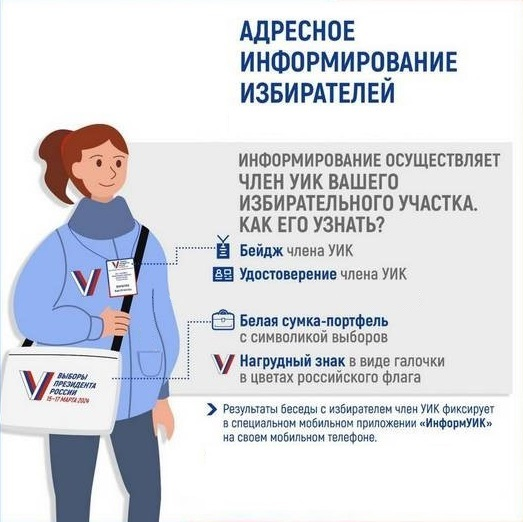 АДРЕСНОЕ
ИНФОРМИРОВАНИЕ
ИЗБИРАТЕЛЕЙ
ИНФОРМИРОВАНИЕ ОСУЩЕСТВЛЯЕТ
ЧЛЕН УИК ВАШЕГО
ИЗБИРАТЕЛЬНОГО УЧАСТКА.
КАК ЕГО УЗНАТЬ?
Бейдж члена УИК
Удостоверение члена УИК
Белая сумка-портфель
с символикой выборов
Нагрудный знак в виде галочки
в цветах российского флага
Результаты беседы с избирателем член УИК фиксирует
в специальном мобильном приложении «ИнформУИК»
на своем мобильном телефоне.
ВЫБОРЫ
ПРЕЗИДЕНТА
РОССИИ
15–17 МАРТА 2024